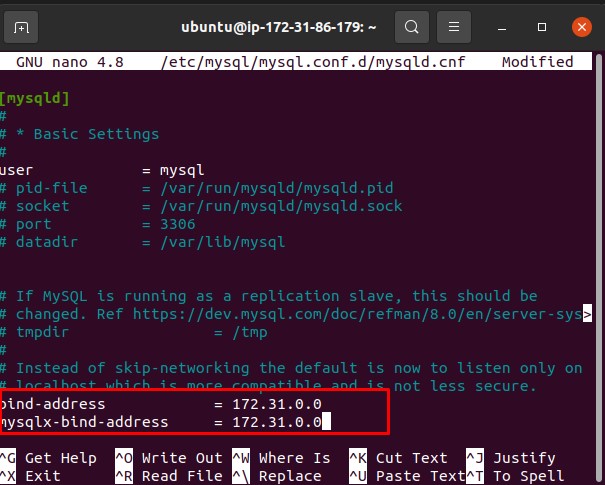 ubuntu@ip-172-31-86-179: ~
GNU nano 4.8 /etc/mysql/mysql.conf.d/mysqld.cnf Modified
[mysqld]
#
# * Basic Settings
#
user = mysql
# pid-file = /var/run/mysqld/mysqld.pid
# socket = /var/run/mysqld/mysqld.sock
# port = 3306
# datadir = /var/lib/mysql
# If MySQL is running as a replication slave, this should be
# changed. Ref https://dev.mysql.com/doc/refman/8.0/en/server-sys>
# tmpdir = /tmp
#
# Instead of skip-networking the default is now to listen only on
# localhost which is more compatible and is not less secure.
bind-address = 172.31.0.0
mysqlx-bind-address = 172.31.0.0
^G Get Help ^O Write Out ^W Where Is ^K Cut Text ^J Justify
^X Exit ^R Read File ^\ Replace ^U Paste Text ^T To Spell